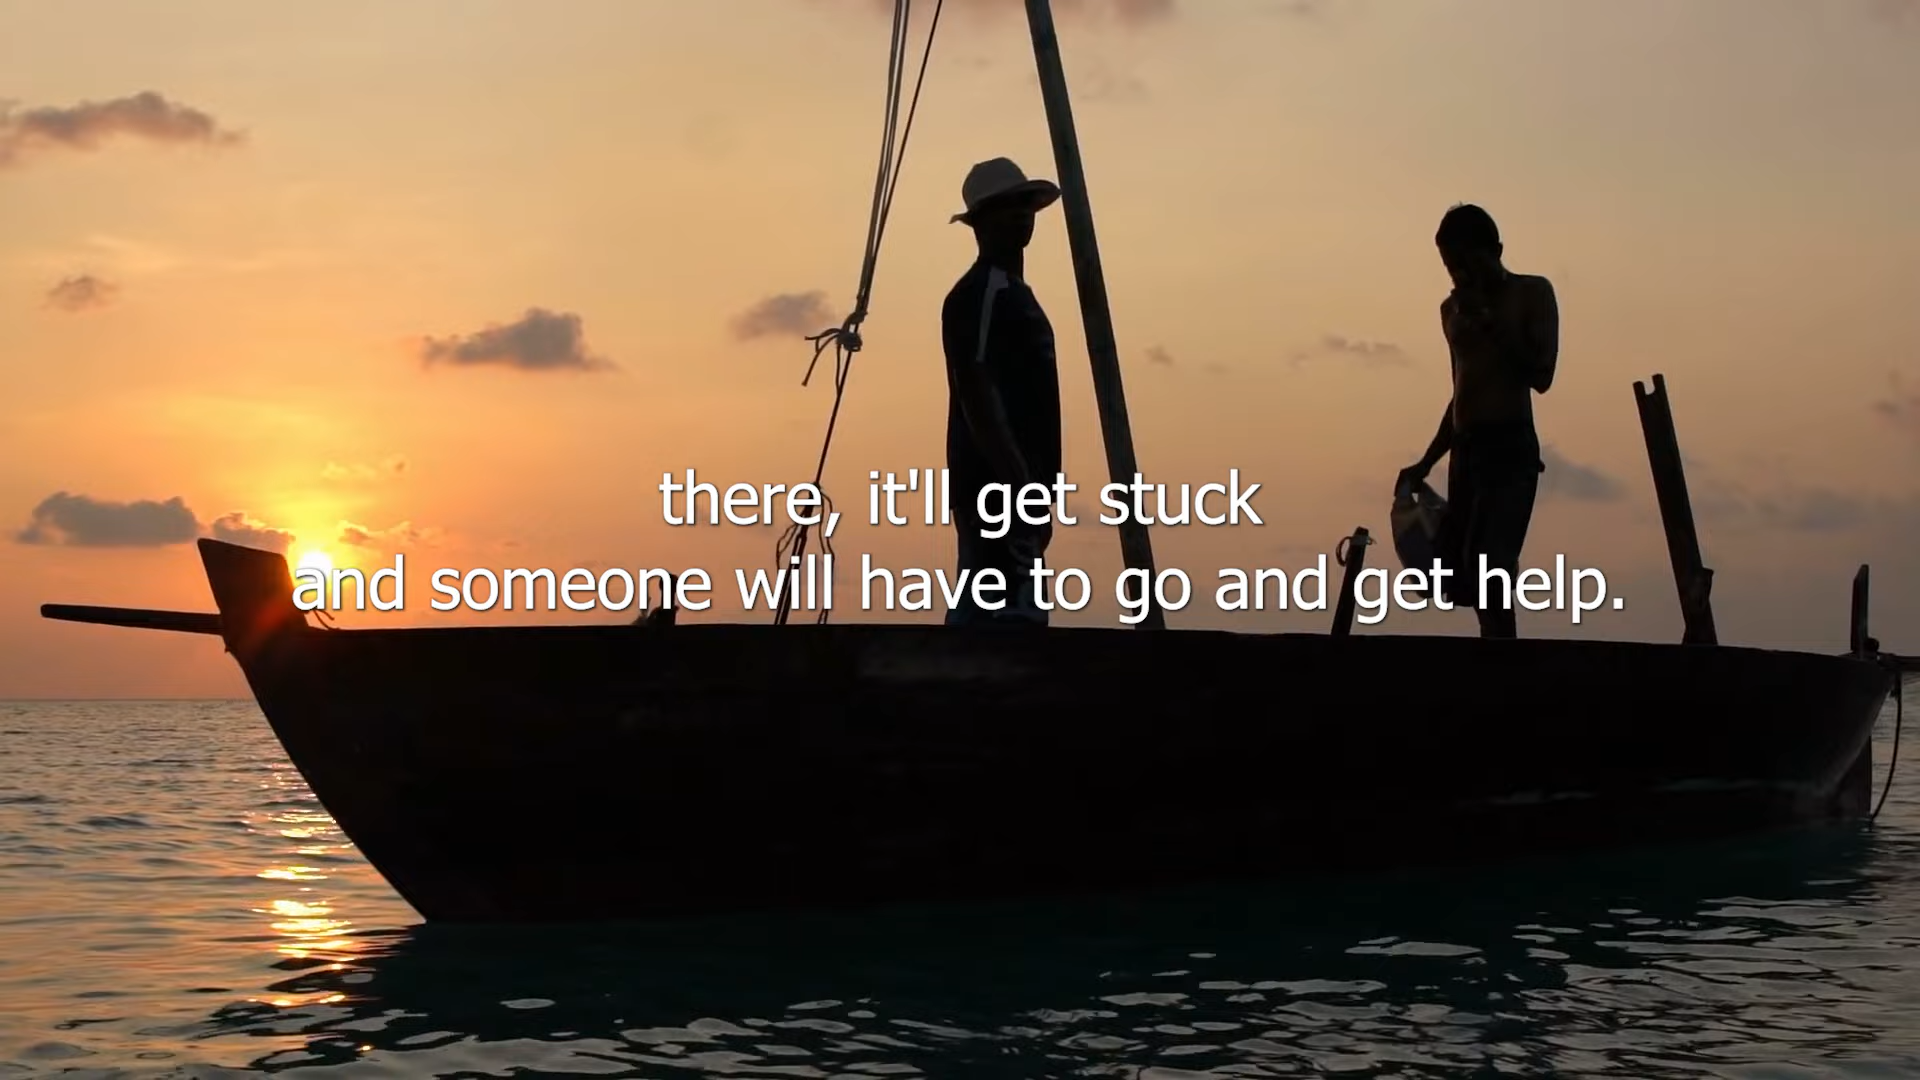 there, it'll get stuck
and someone will have to go and get help.